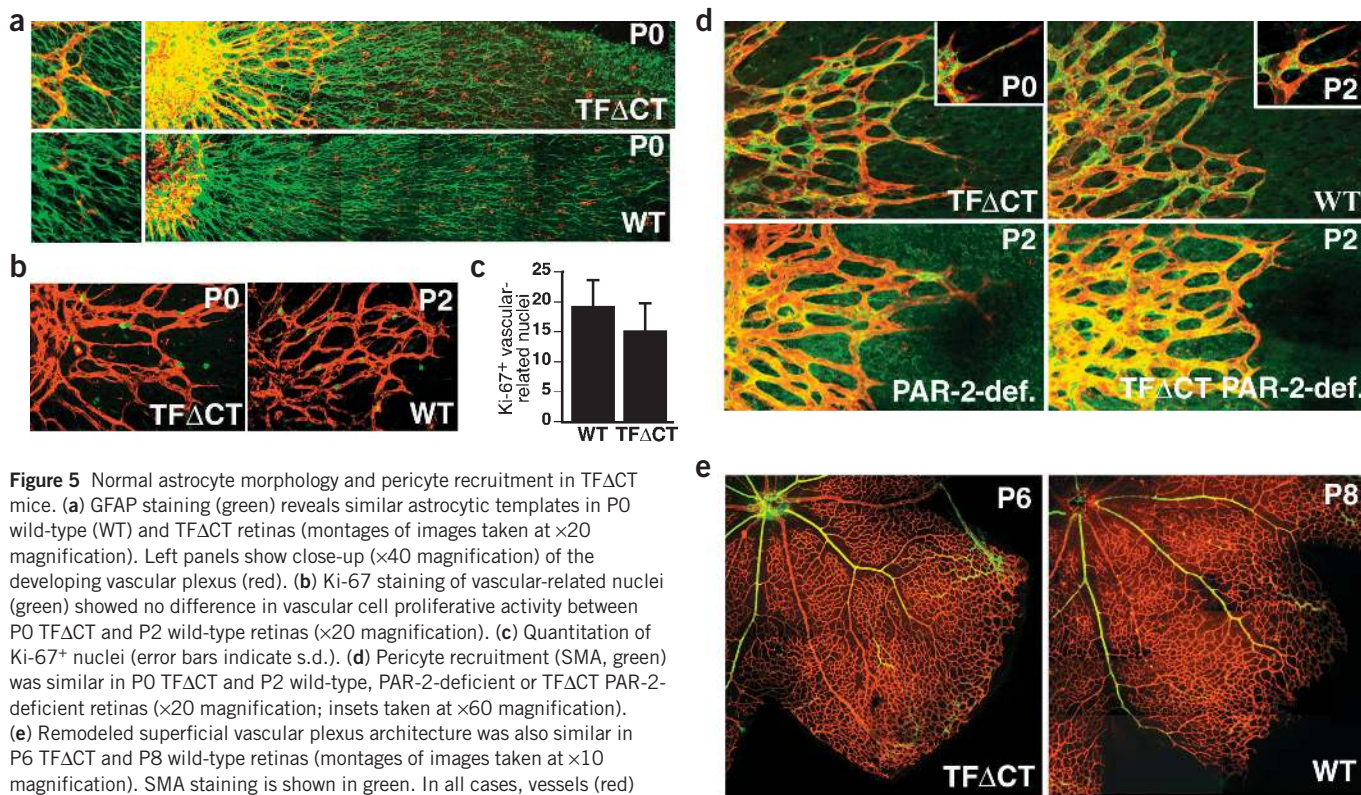 a
P0
TFΔCT
P0
WT
b
P0
TFΔCT
P2
WT
c
Ki-67+ vascular-
related nuclei
25
20
15
10
5
0
WT TFΔCT
d
P0
TFΔCT
P2
WT
P2
PAR-2-def.
P2
TFΔCT PAR-2-def.
e
P6
TFΔCT
P8
WT
Figure 5 Normal astrocyte morphology and pericyte recruitment in TFΔCT
mice. (a) GFAP staining (green) reveals similar astrocytic templates in P0
wild-type (WT) and TFΔCT retinas (montages of images taken at ×20
magnification). Left panels show close-up (×40 magnification) of the
developing vascular plexus (red). (b) Ki-67 staining of vascular-related nuclei
(green) showed no difference in vascular cell proliferative activity between
P0 TFΔCT and P2 wild-type retinas (×20 magnification). (c) Quantitation of
Ki-67+ nuclei (error bars indicate s.d.). (d) Pericyte recruitment (SMA, green)
was similar in P0 TFΔCT and P2 wild-type, PAR-2-deficient or TFΔCT PAR-2-
deficient retinas (×20 magnification; insets taken at ×60 magnification).
(e) Remodeled superficial vascular plexus architecture was also similar in
P6 TFΔCT and P8 wild-type retinas (montages of images taken at ×10
magnification). SMA staining is shown in green. In all cases, vessels (red)